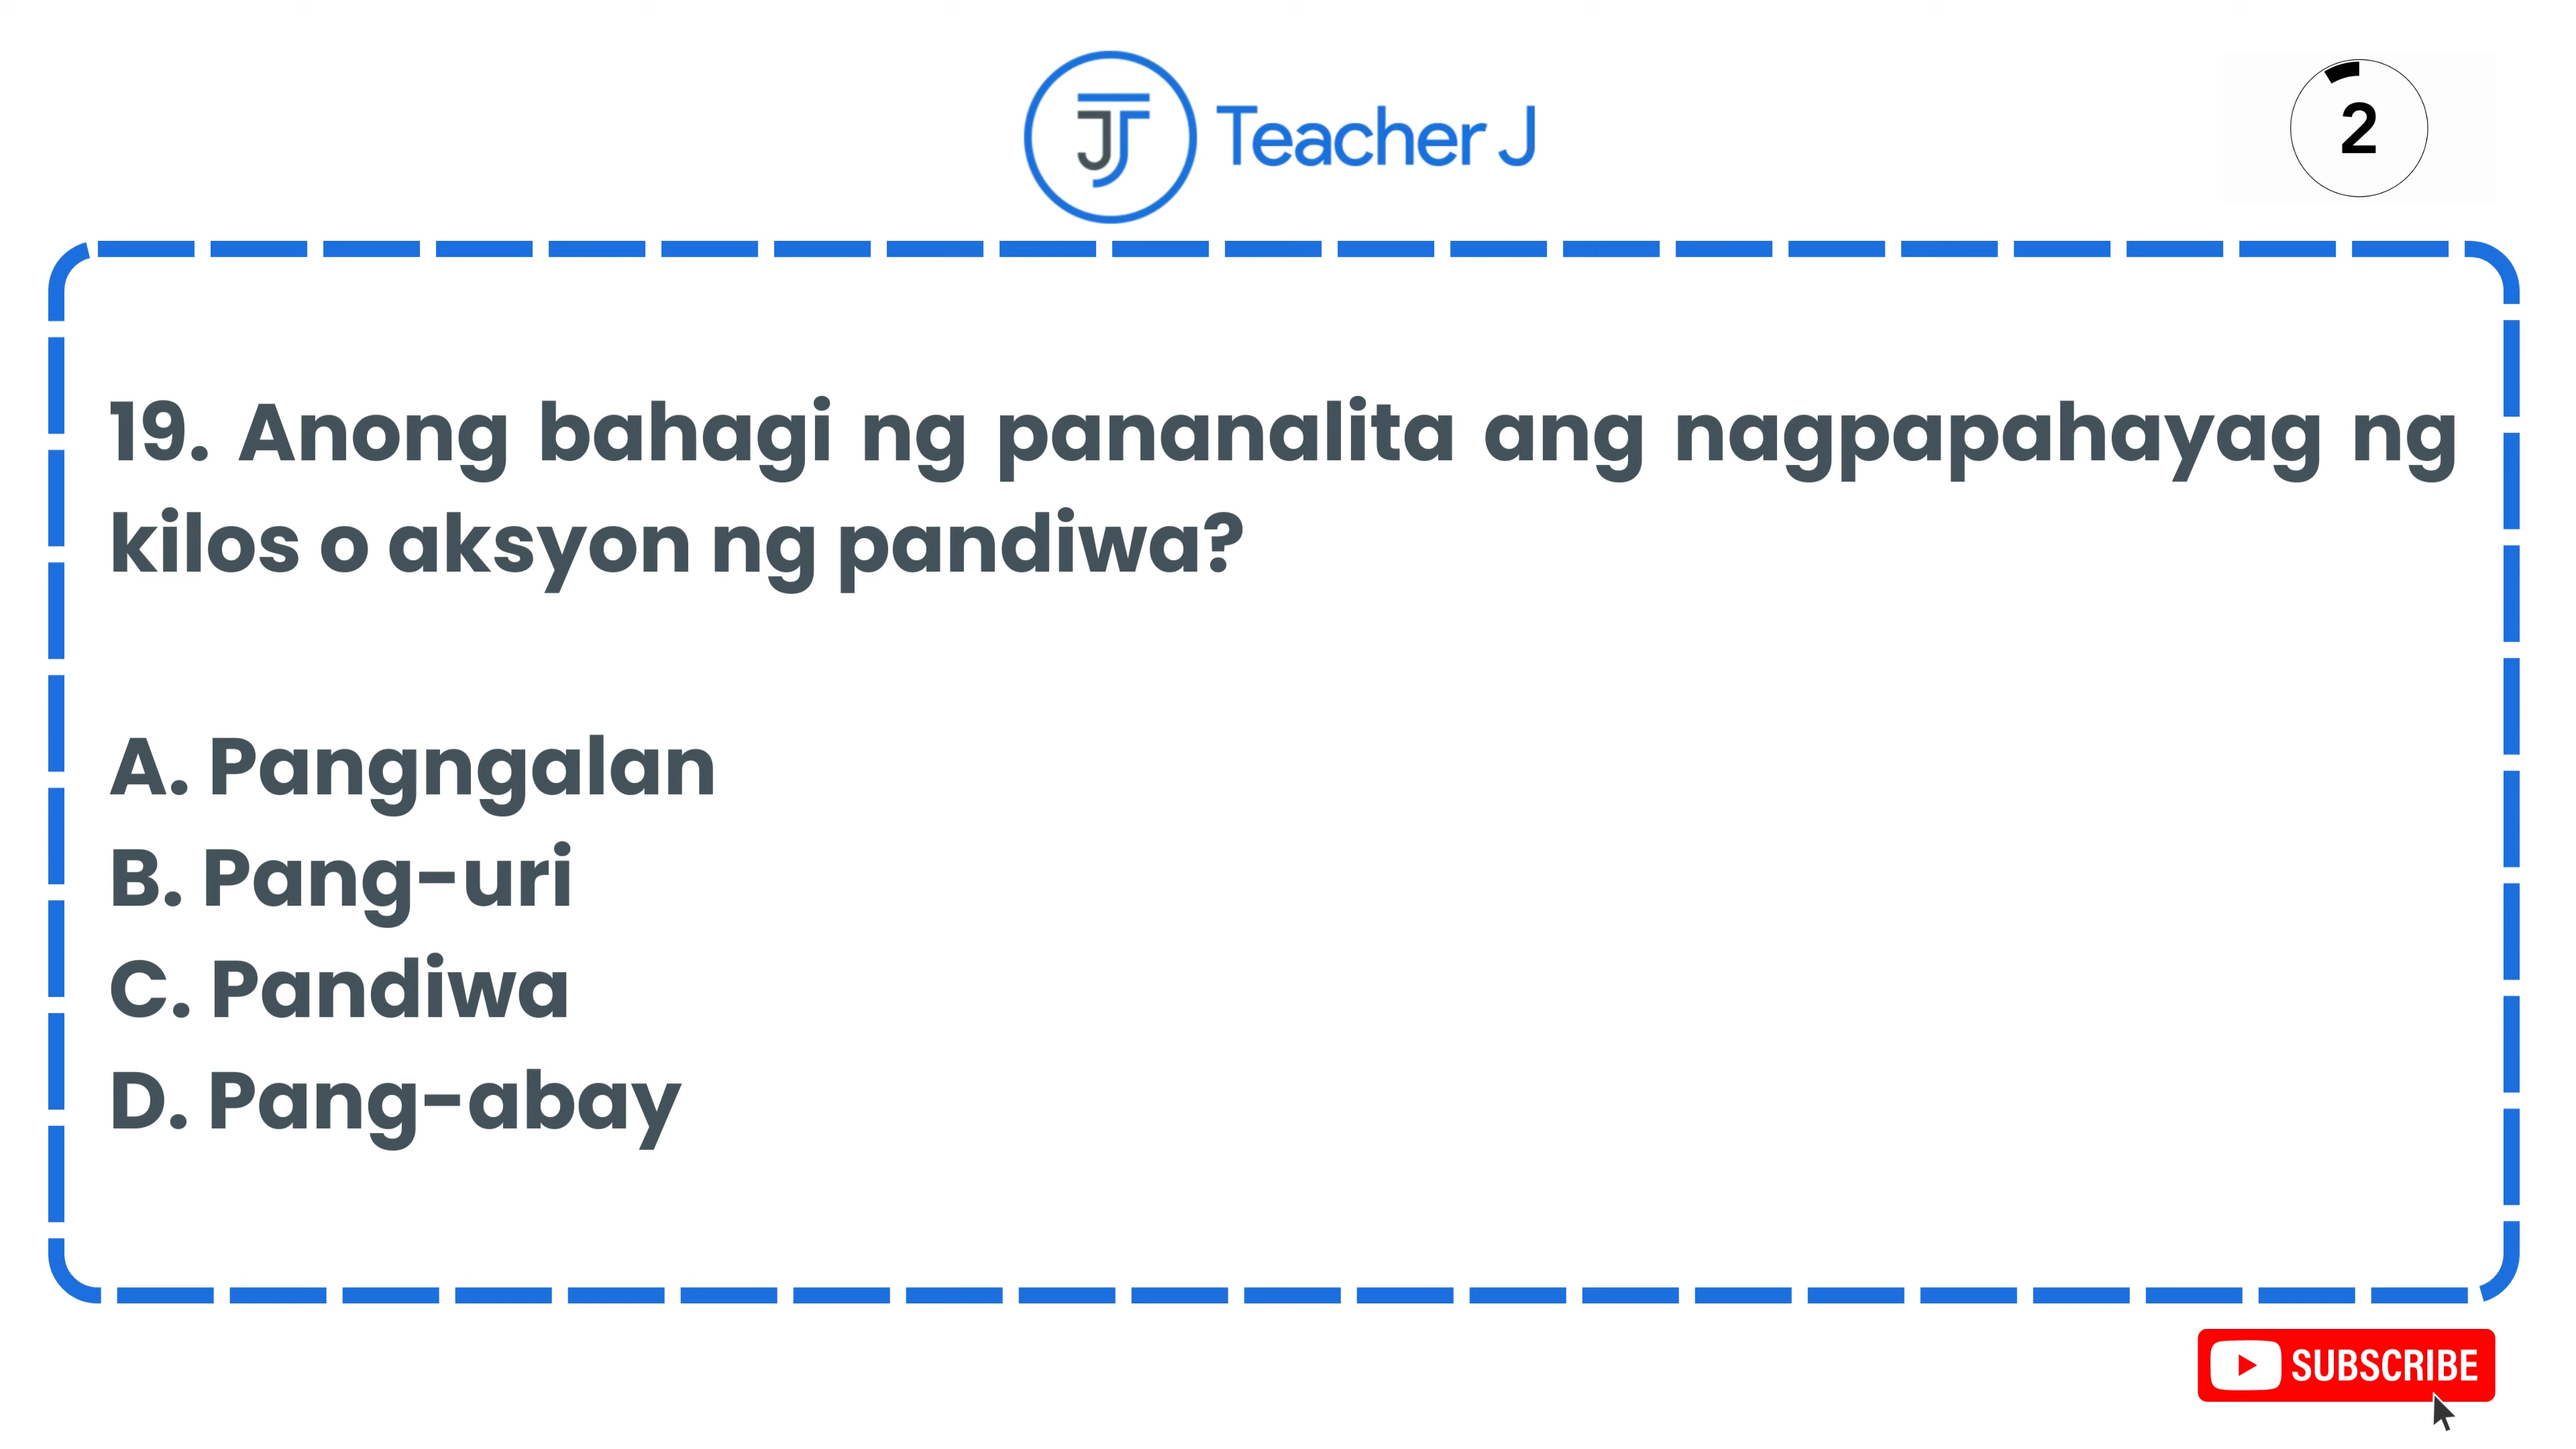 JT Teacher J
2
19. Anong bahagi ng pananalita ang nagpapahayag ng
kilos o aksyon ng pandiwa?
A. Pangngalan
B. Pang-uri
C. Pandiwa
D. Pang-abay
SUBSCRIBE